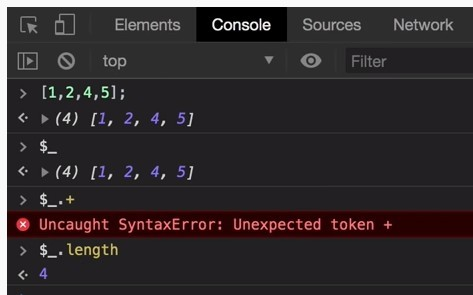 Elements Console Sources Network
top Filter
> [1,2,4,5];
(4) [1, 2, 4, 5]
> $_
(4) [1, 2, 4, 5]
> $_.+
Uncaught SyntaxError: Unexpected token +
> $_.length
4